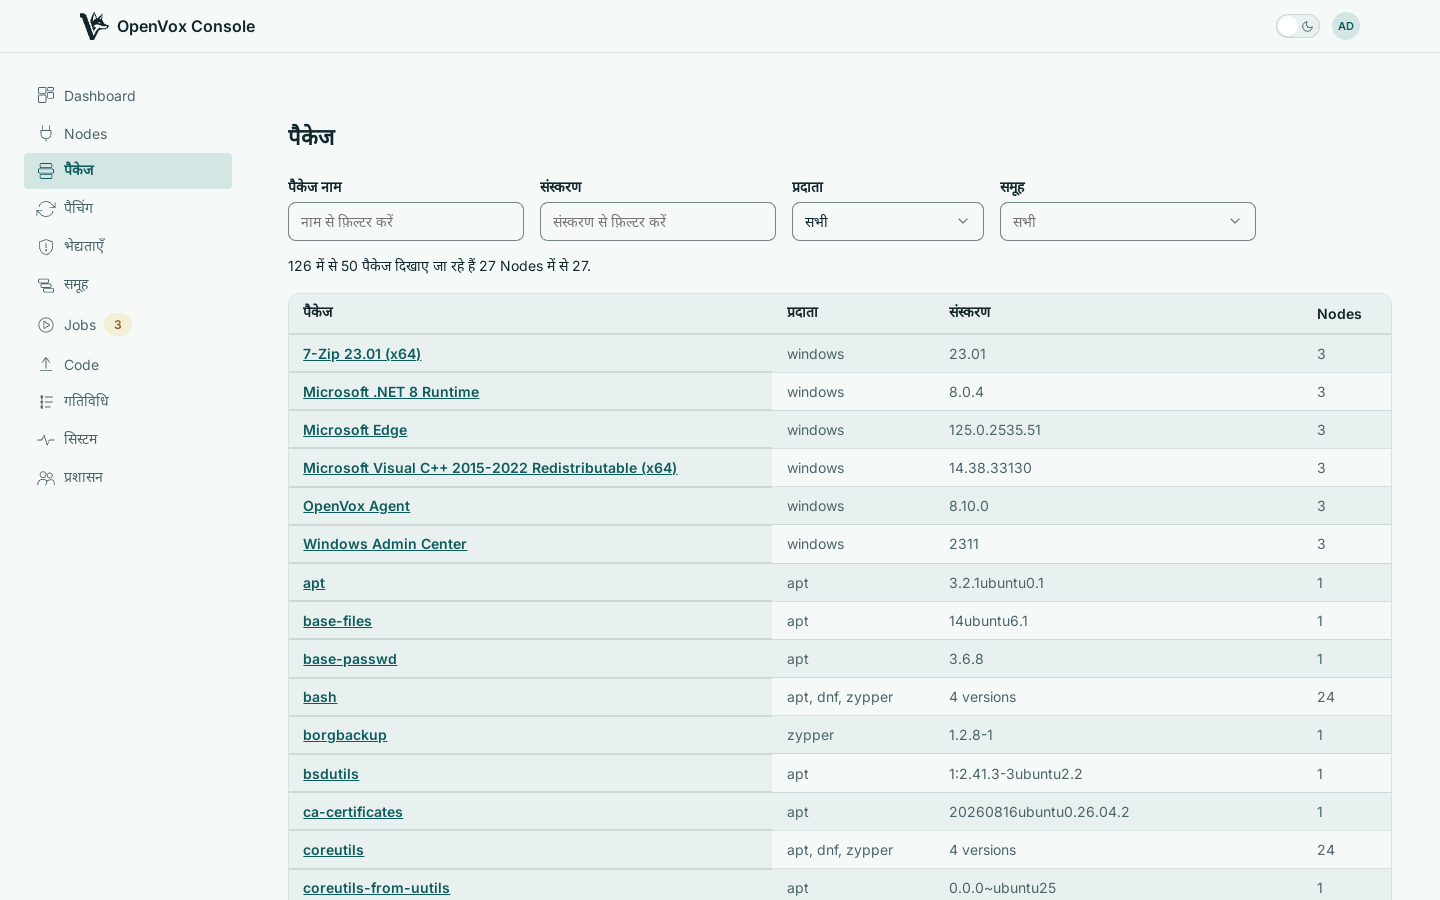 OpenVox Console
AD
Dashboard
Nodes
पैकेज
पैचिंग
भेद्यताएँ
समूह
Jobs 3
Code
गतिविधि
सिस्टम
प्रशासन
पैकेज
पैकेज नाम संस्करण प्रदाता समूह
नाम से फ़िल्टर करें संस्करण से फ़िल्टर करें सभी सभी
126 में से 50 पैकेज दिखाए जा रहे हैं 27 Nodes में से 27.
पैकेज प्रदाता संस्करण Nodes
7-Zip 23.01 (x64) windows 23.01 3
Microsoft .NET 8 Runtime windows 8.0.4 3
Microsoft Edge windows 125.0.2535.51 3
Microsoft Visual C++ 2015-2022 Redistributable (x64) windows 14.38.33130 3
OpenVox Agent windows 8.10.0 3
Windows Admin Center windows 2311 3
apt apt 3.2.1ubuntu0.1 1
base-files apt 14ubuntu6.1 1
base-passwd apt 3.6.8 1
bash apt, dnf, zypper 4 versions 24
borgbackup zypper 1.2.8-1 1
bsdutils apt 1:2.41.3-3ubuntu2.2 1
ca-certificates apt 20260816ubuntu0.26.04.2 1
coreutils apt, dnf, zypper 4 versions 24
coreutils-from-uutils apt 0.0.0~ubuntu25 1